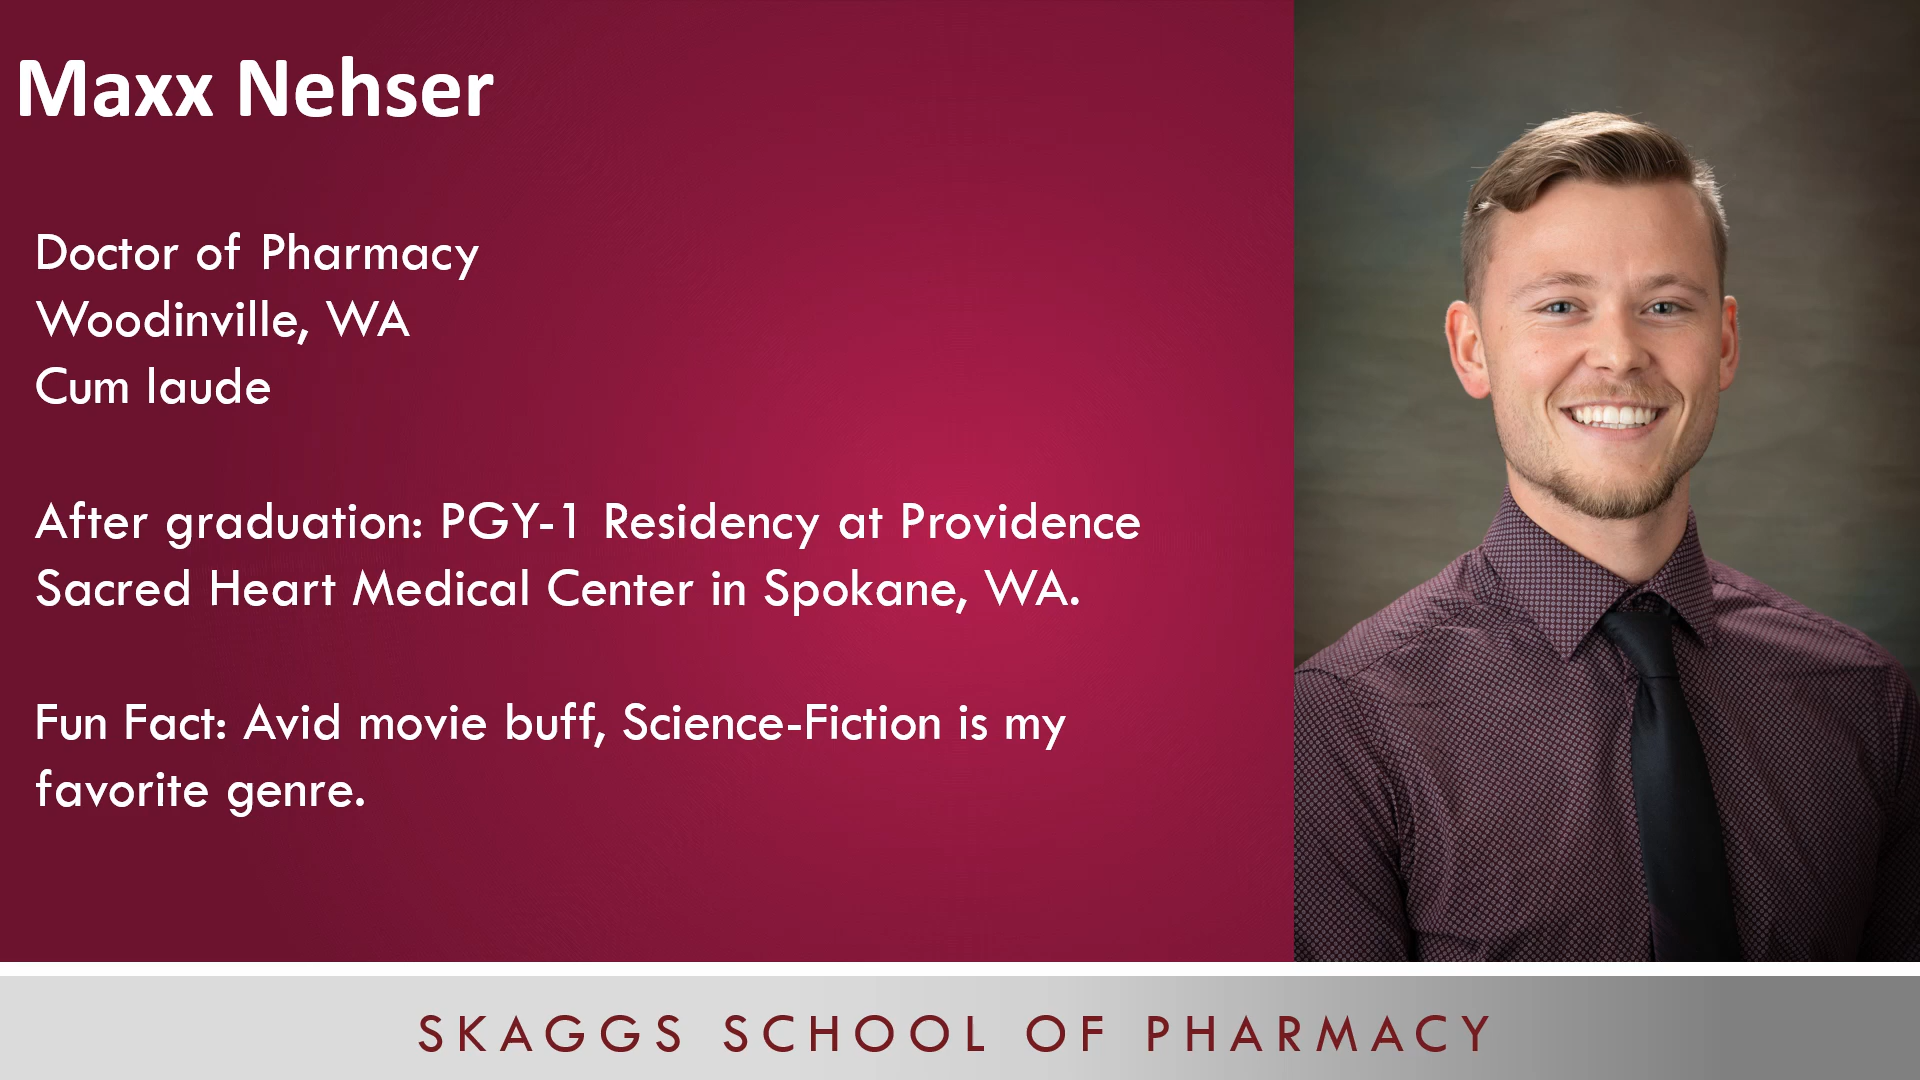 Maxx Nehser
Doctor of Pharmacy
Woodinville, WA
Cum laude
After graduation: PGY-1 Residency at Providence
Sacred Heart Medical Center in Spokane, WA.
Fun Fact: Avid movie buff, Science-Fiction is my
favorite genre.
SKAGGS SCHOOL OF PHARMACY